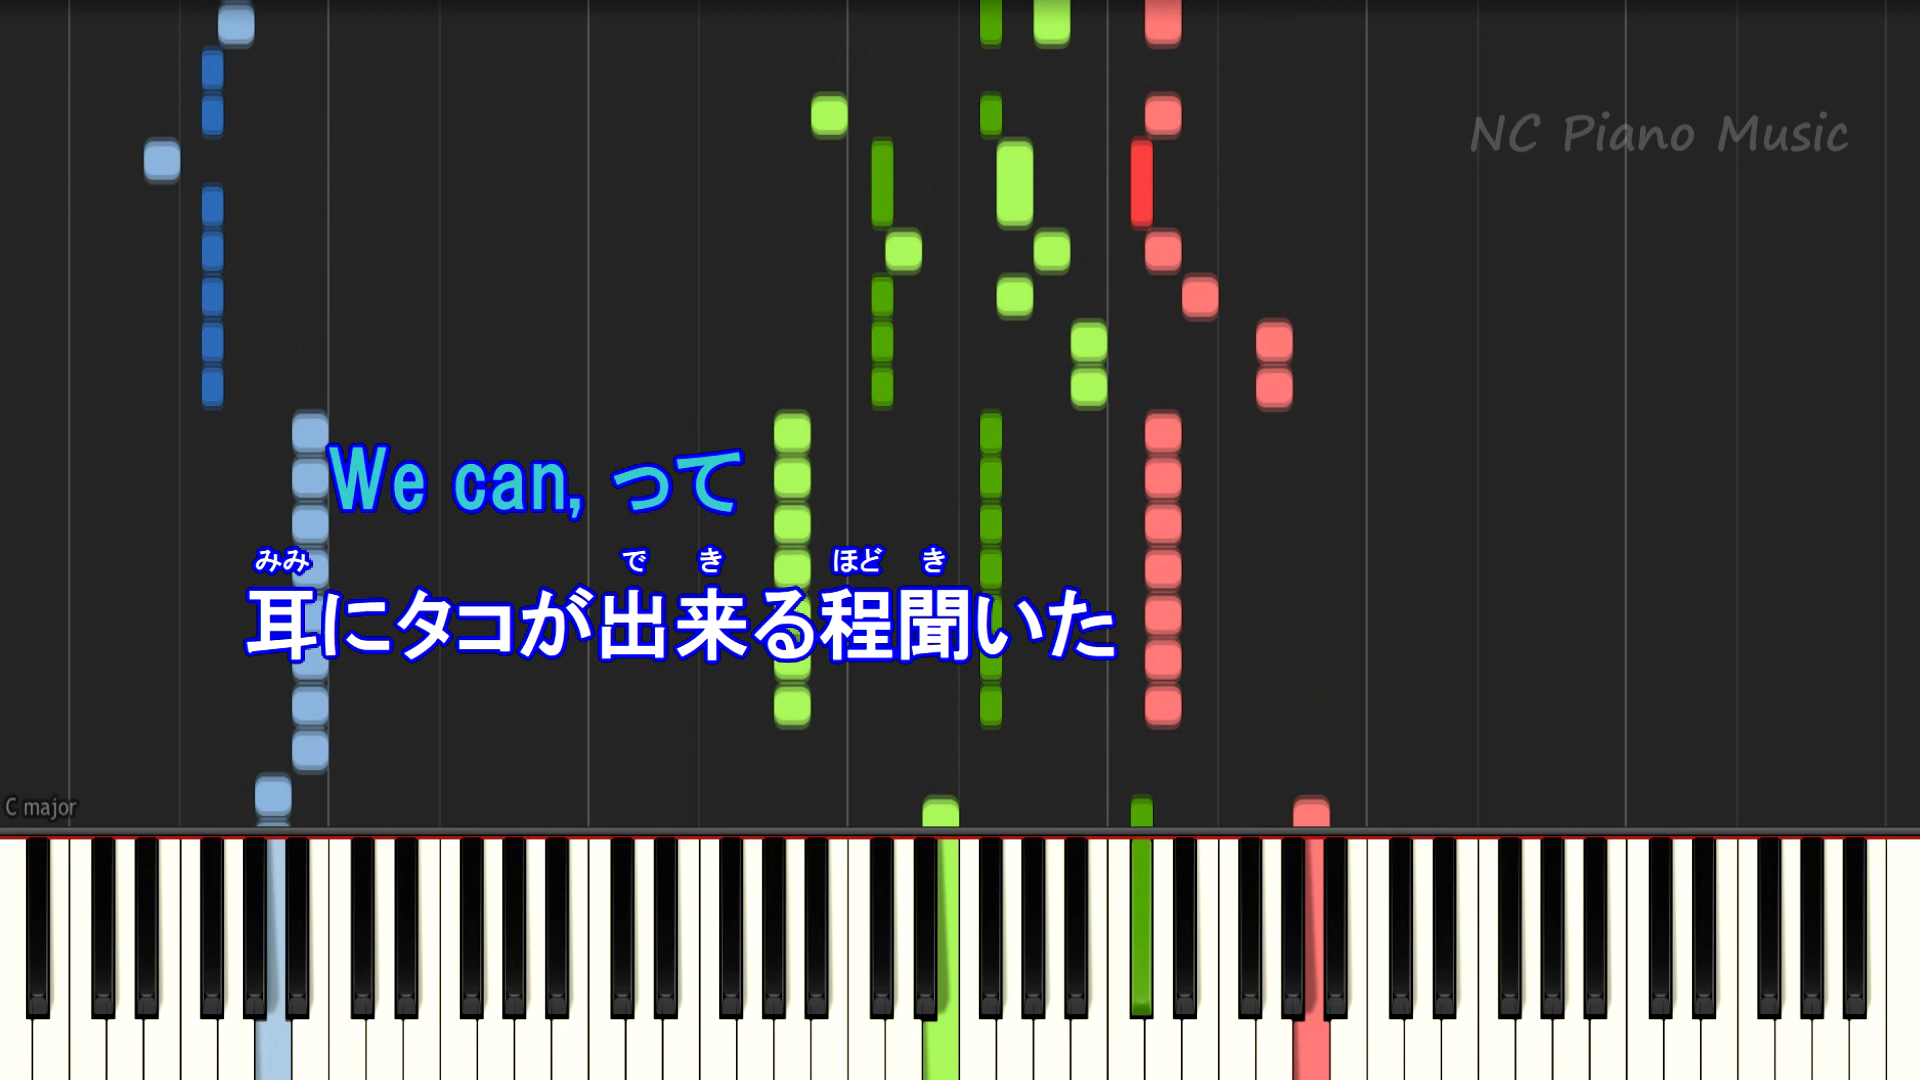 NC Piano Music
We can, って
みみ で き ほど き
耳にタコが出来る程聞いた
C major